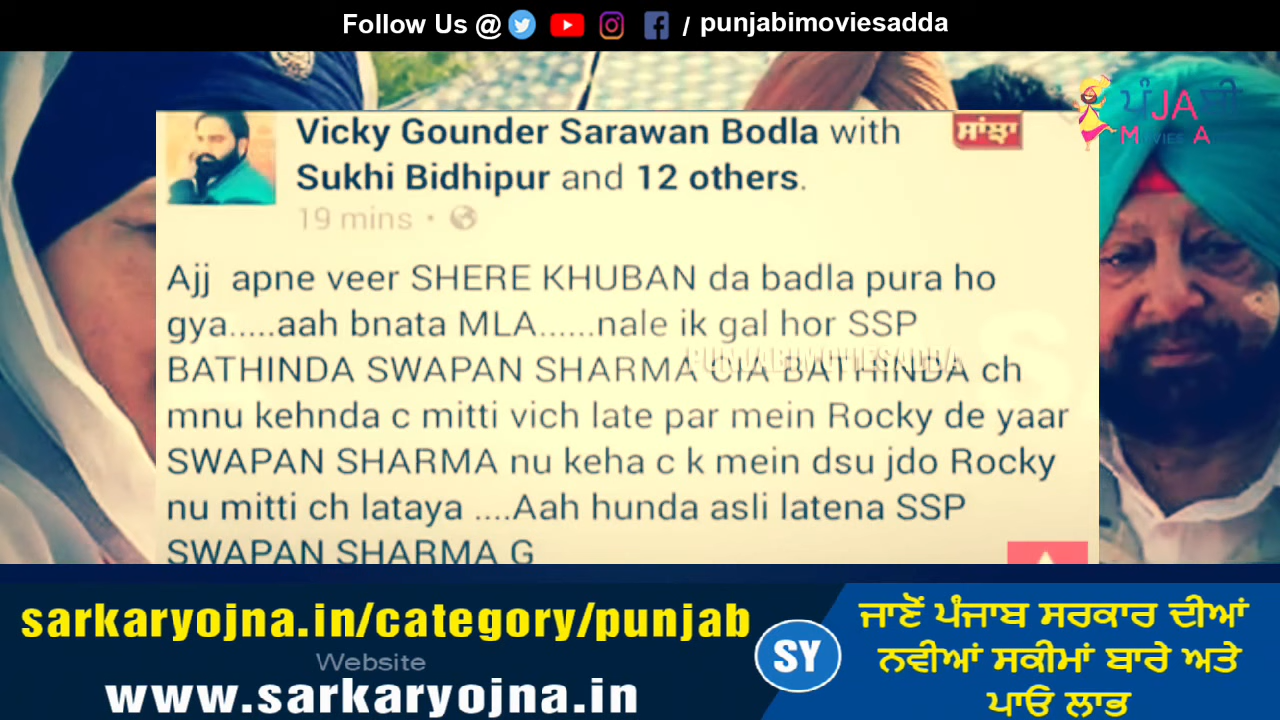 Follow Us @ / punjabimoviesadda
ਪੰJAਬੀ
MOVIES A
ਸਾਂਝਾ
Vicky Gounder Sarawan Bodla with
Sukhi Bidhipur and 12 others.
19 mins ·
Ajj apne veer SHERE KHUBAN da badla pura ho
gya.....aah bnata MLA......nale ik gal hor SSP
PUNJABIMOVIESADDA
BATHINDA SWAPAN SHARMA CIA BATHINDA ch
mnu kehnda c mitti vich late par mein Rocky de yaar
SWAPAN SHARMA nu keha c k mein dsu jdo Rocky
nu mitti ch lataya ....Aah hunda asli latena SSP
SWAPAN SHARMA G
sarkaryojna.in/category/punjab
Website
www.sarkaryojna.in
SY
ਜਾਣੋਂ ਪੰਜਾਬ ਸਰਕਾਰ ਦੀਆਂ
ਨਵੀਆਂ ਸਕੀਮਾਂ ਬਾਰੇ ਅਤੇ
ਪਾਓ ਲਾਭ